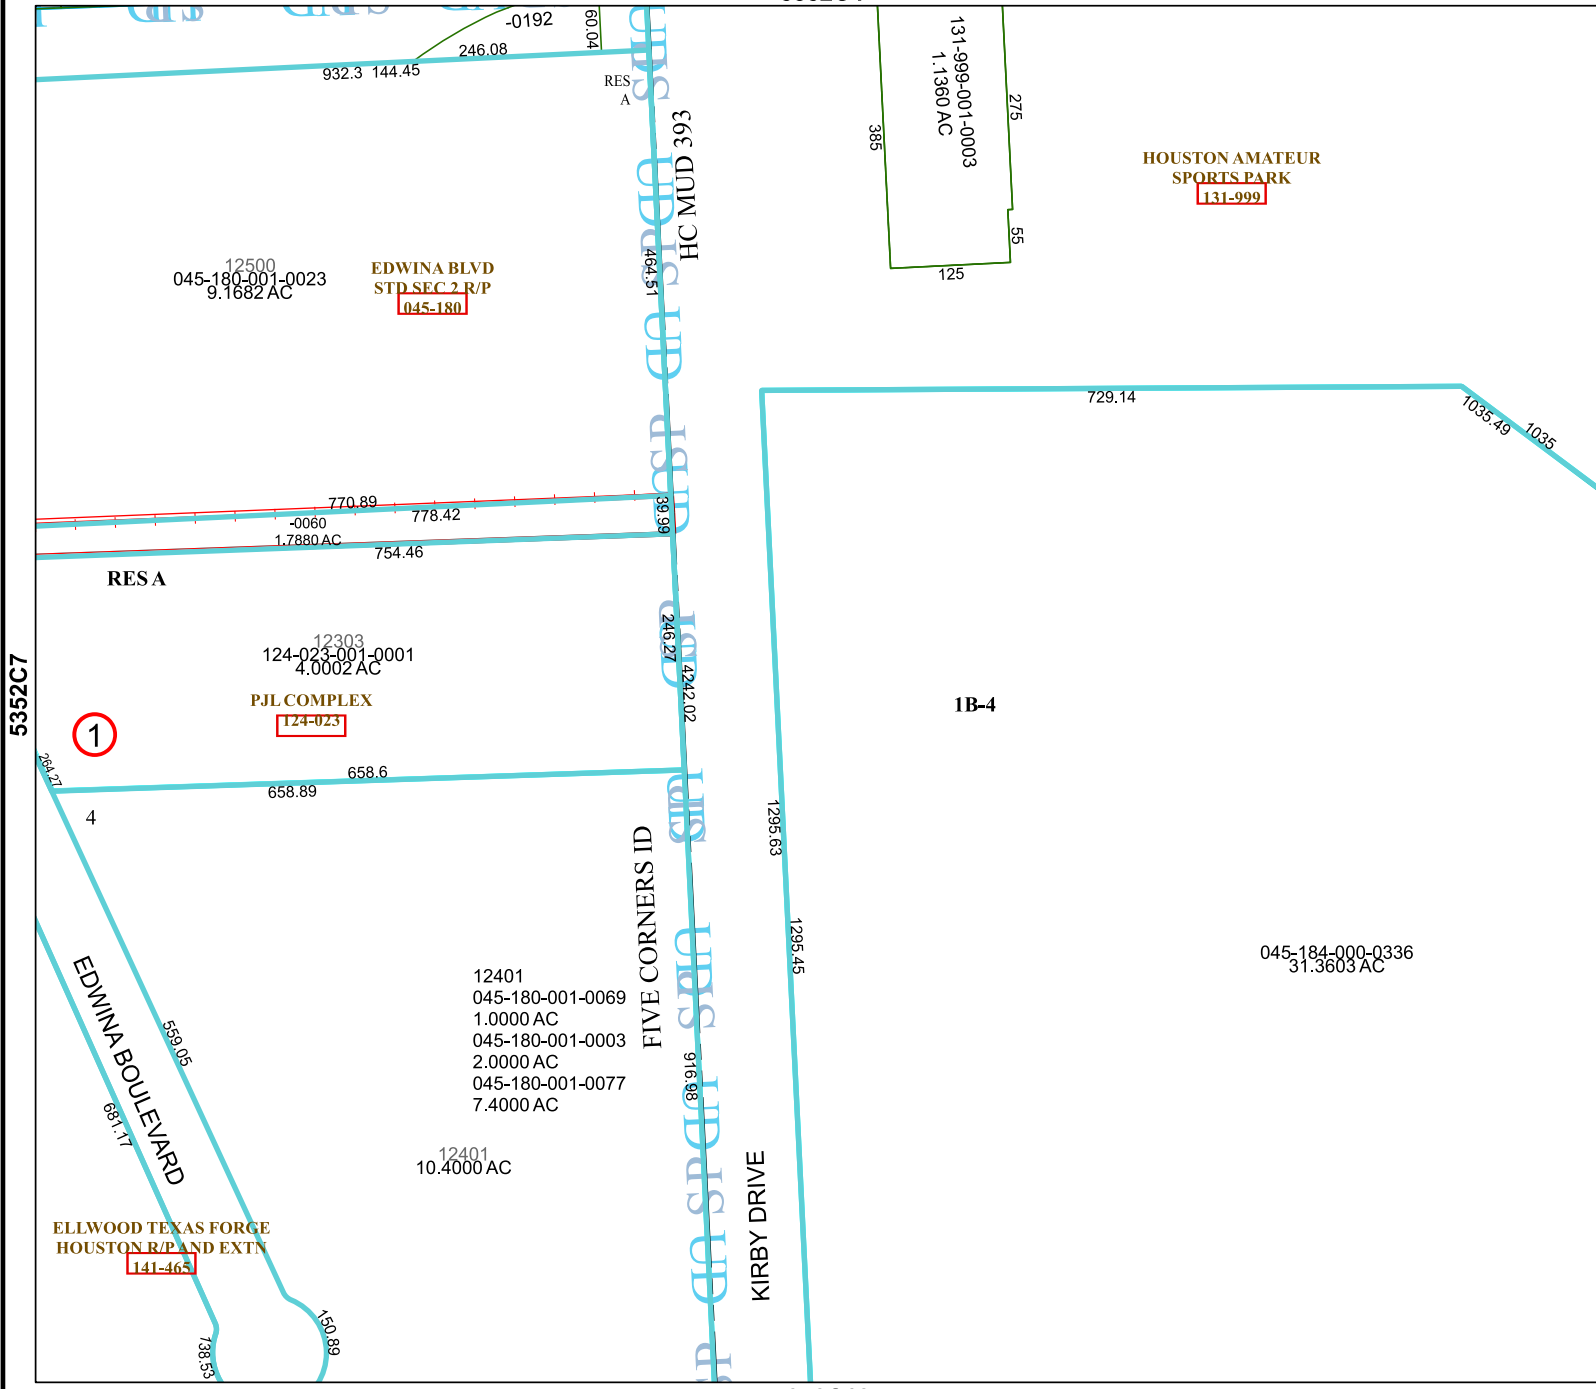 -0192
60.04
246.08
932.3 144.45
RES
A
HC MUD 393
131-999-001-0003
1.1360 AC
385
275
55
125
HOUSTON AMATEUR
SPORTS PARK
131-999
12500
045-180-001-0023
9.1682 AC
EDWINA BLVD
STD SEC 2 R/P
045-180
464.51
729.14
1035.49
1035
770.89
778.42
39.99
-0060
1.7880 AC
754.46
RES A
12303
124-023-001-0001
4.0002 AC
PJL COMPLEX
124-023
246.27
4242.02
5352C7
1
1B-4
264.27
658.6
658.89
4
1295.63
1295.45
FIVE CORNERS ID
045-184-000-0336
31.3603 AC
12401
045-180-001-0069
1.0000 AC
045-180-001-0003
2.0000 AC
045-180-001-0077
7.4000 AC
916.98
EDWINA BOULEVARD
559.05
681.17
12401
10.4000 AC
KIRBY DRIVE
ELLWOOD TEXAS FORGE
HOUSTON R/P AND EXTN
141-465
150.89
738.53